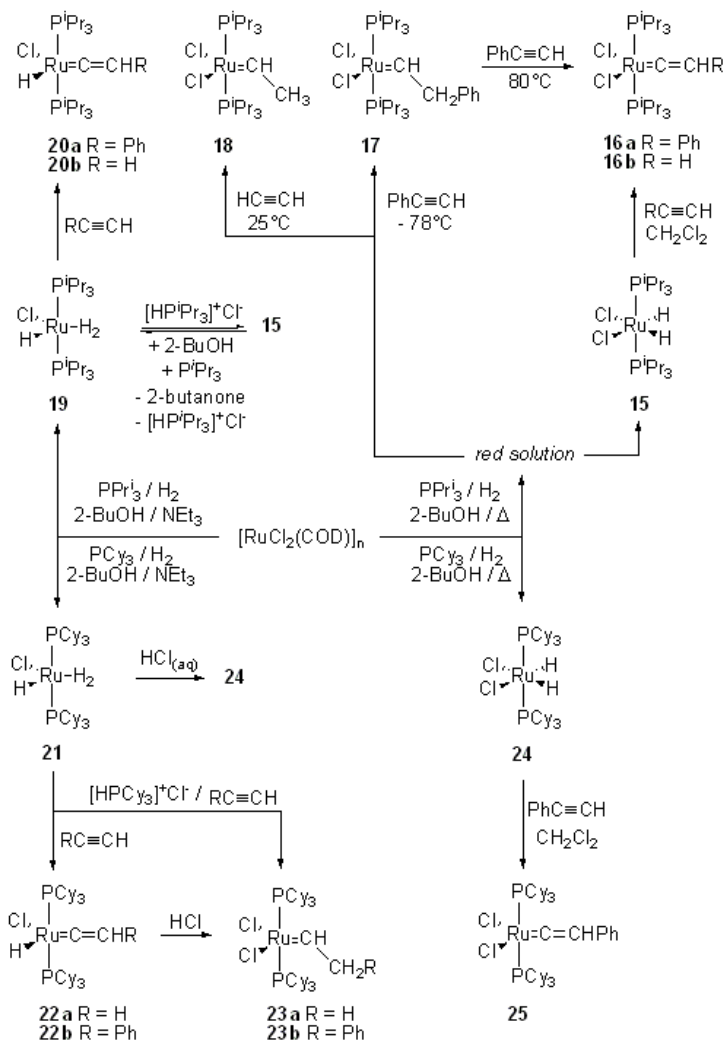 PⁱPr₃
Cl
H
Ru=C=CHR
PⁱPr₃
20a R = Ph
20b R = H
PⁱPr₃
Cl
Cl
Ru=CH
CH₃
PⁱPr₃
18
PⁱPr₃
Cl
Cl
Ru=CH
CH₂Ph
PⁱPr₃
17
PhC≡CH
80°C
PⁱPr₃
Cl
Cl
Ru=C=CHR
PⁱPr₃
16a R = Ph
16b R = H
RC≡CH
HC≡CH
25°C
PhC≡CH
- 78°C
RC≡CH
CH₂Cl₂
PⁱPr₃
Cl
H
Ru-H₂
PⁱPr₃
19
[HPⁱPr₃]⁺Cl⁻
+ 2-BuOH
+ PⁱPr₃
- 2-butanone
- [HPⁱPr₃]⁺Cl⁻
15
PⁱPr₃
Cl
Cl
Ru
H
H
PⁱPr₃
15
red solution
PPrⁱ₃ / H₂
2-BuOH / NEt₃
PCy₃ / H₂
2-BuOH / NEt₃
[RuCl₂(COD)]ₙ
PPrⁱ₃ / H₂
2-BuOH / Δ
PCy₃ / H₂
2-BuOH / Δ
PCy₃
Cl
H
Ru-H₂
PCy₃
21
HCl₍aq₎
24
PCy₃
Cl
Cl
Ru
H
H
PCy₃
24
[HPCy₃]⁺Cl⁻ / RC≡CH
RC≡CH
PhC≡CH
CH₂Cl₂
PCy₃
Cl
H
Ru=C=CHR
PCy₃
22a R = H
22b R = Ph
HCl
PCy₃
Cl
Cl
Ru=CH
CH₂R
PCy₃
23a R = H
23b R = Ph
PCy₃
Cl
Cl
Ru=C=CHPh
PCy₃
25